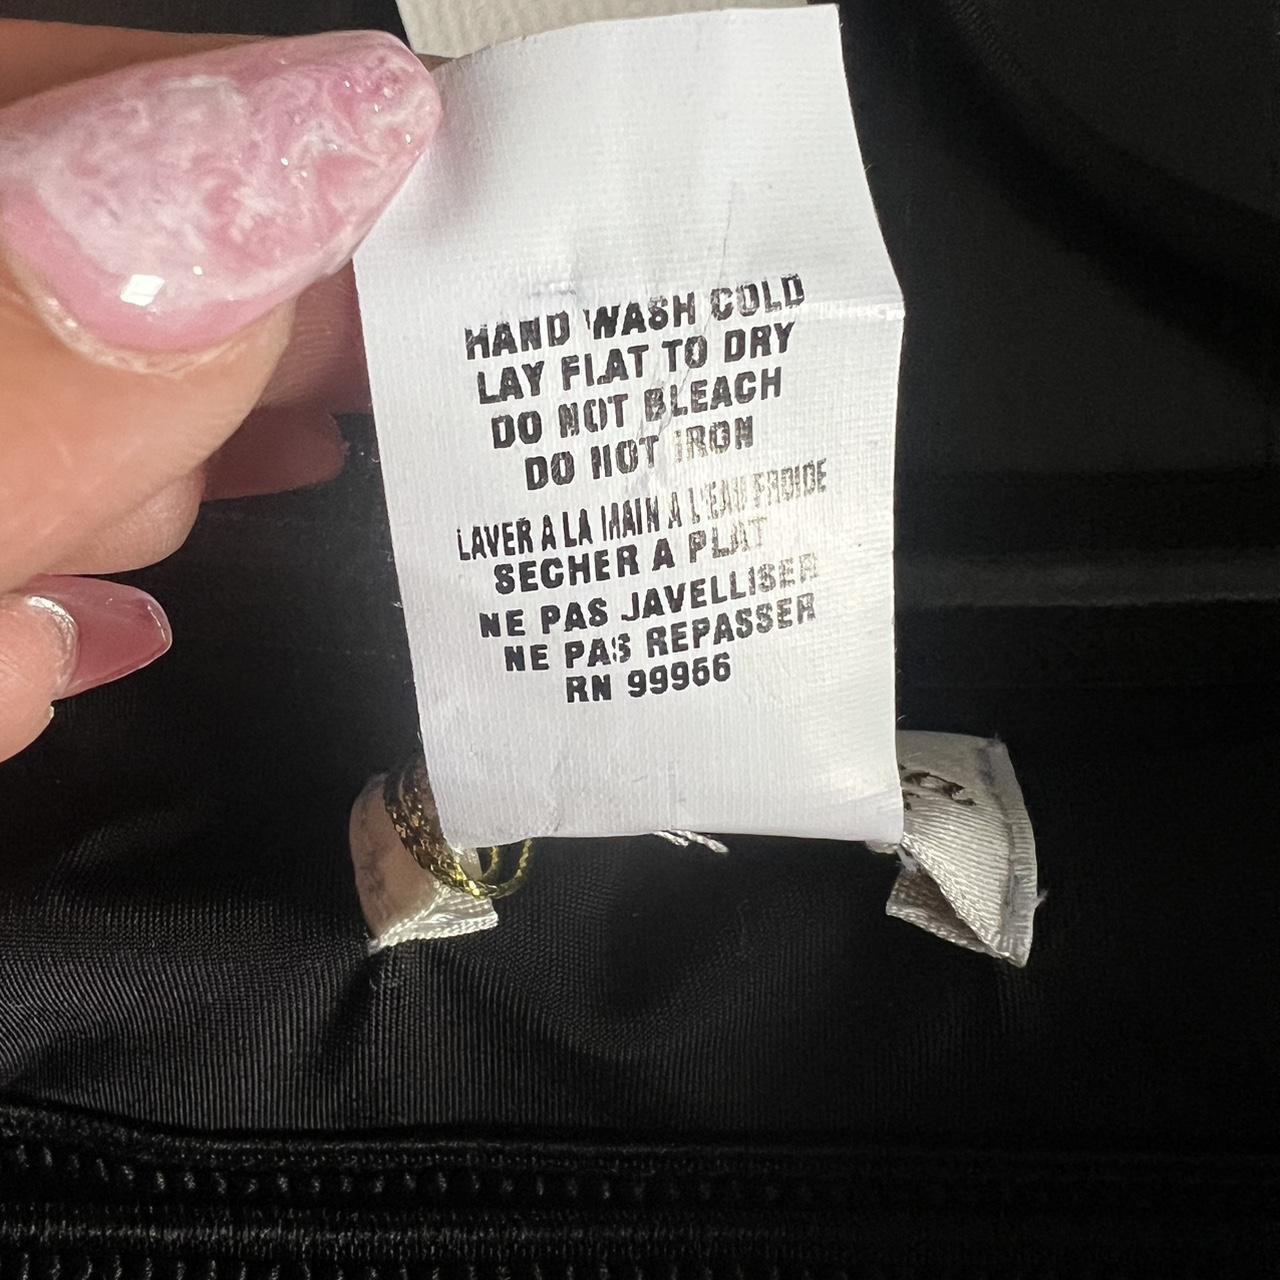 HAND WASH COLD
LAY FLAT TO DRY
DO NOT BLEACH
DO NOT IRON
LAVER A LA MAIN A L'EAU FROIDE
SECHER A PLAT
NE PAS JAVELLISER
NE PAS REPASSER
RN 99966